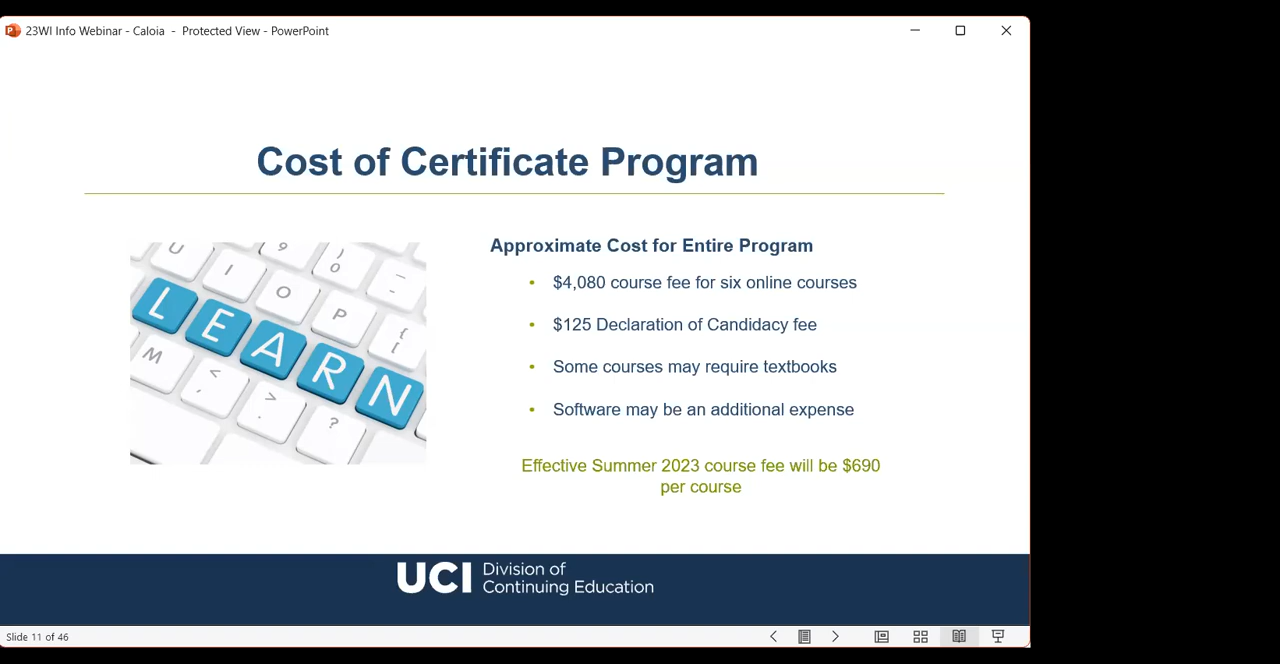 23WI Info Webinar - Caloia - Protected View - PowerPoint
Cost of Certificate Program
U 9 ) 0 _ -
I O P { [
L E A R N
M < , > . ?
Approximate Cost for Entire Program
• $4,080 course fee for six online courses
• $125 Declaration of Candidacy fee
• Some courses may require textbooks
• Software may be an additional expense
Effective Summer 2023 course fee will be $690
per course
UCI Division of
Continuing Education
Slide 11 of 46